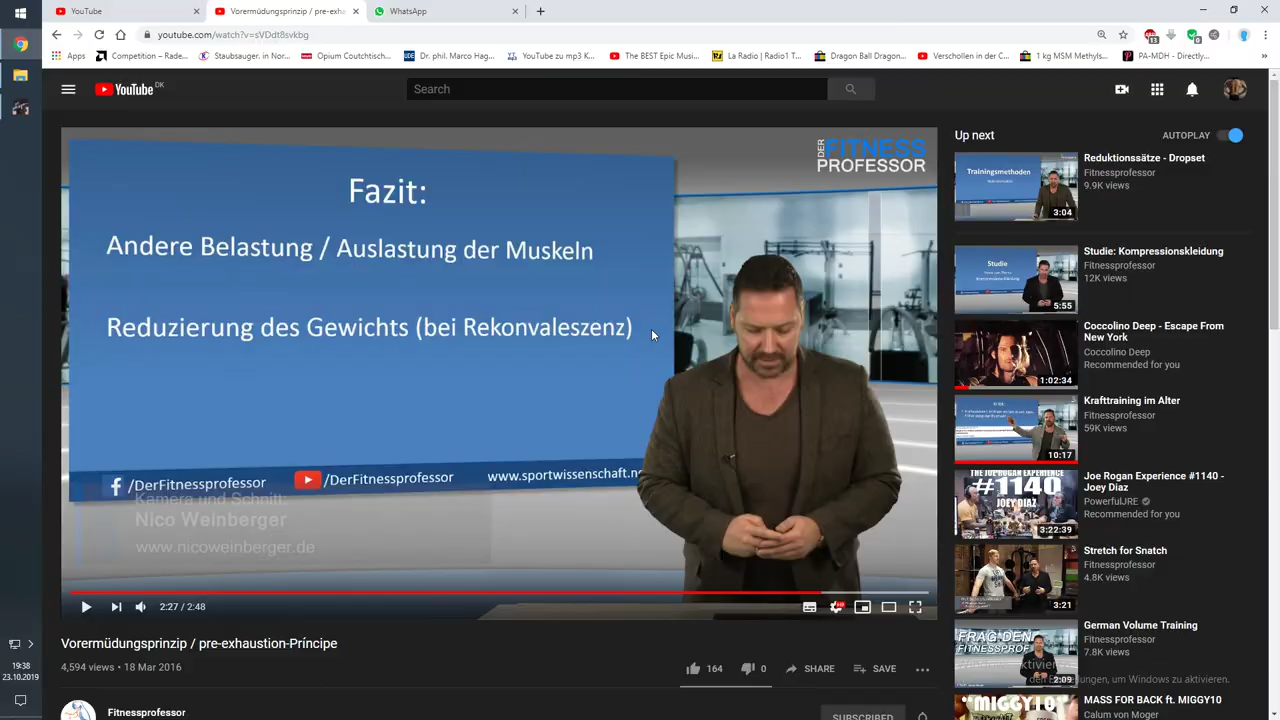 YouTube
Vorermüdungsprinzip / pre-exha
WhatsApp
youtube.com/watch?v=sVDdt8svkbg
Apps
Competition – Rade...
Staubsauger. in Nor...
Opium Coutchtisch...
Dr. phil. Marco Hag...
YouTube zu mp3 K...
The BEST Epic Musi...
La Radio | Radio1 T...
Dragon Ball Dragon...
Verschollen in der C...
1 kg MSM Methyls...
PA-MDH - Directly...
YouTube DK
Search
DER FITNESS
PROFESSOR
Fazit:
Andere Belastung / Auslastung der Muskeln
Reduzierung des Gewichts (bei Rekonvaleszenz)
/DerFitnessprofessor
/DerFitnessprofessor
www.sportwissenschaft.ne
Kamera und Schnitt:
Nico Weinberger
www.nicoweinberger.de
2:27 / 2:48
Vorermüdungsprinzip / pre-exhaustion-Principe
4,594 views • 18 Mar 2016
164
0
SHARE
SAVE
Fitnessprofessor
SUBSCRIBED
Up next
AUTOPLAY
Trainingsmethoden
3:04
Reduktionssätze - Dropset
Fitnessprofessor
9.9K views
Studie
5:55
Studie: Kompressionskleidung
Fitnessprofessor
12K views
1:02:34
Coccolino Deep - Escape From
New York
Coccolino Deep
Recommended for you
10:17
Krafttraining im Alter
Fitnessprofessor
59K views
THE JOE ROGAN EXPERIENCE
#1140
JOEY DIAZ
3:22:39
Joe Rogan Experience #1140 -
Joey Diaz
PowerfulJRE
Recommended for you
3:21
Stretch for Snatch
Fitnessprofessor
4.8K views
FRAG DEN
FITNESSPROF
2:09
German Volume Training
Fitnessprofessor
7.8K views
"MIGGY10"
MASS FOR BACK ft. MIGGY10
Calum von Moger
19:38
23.10.2019